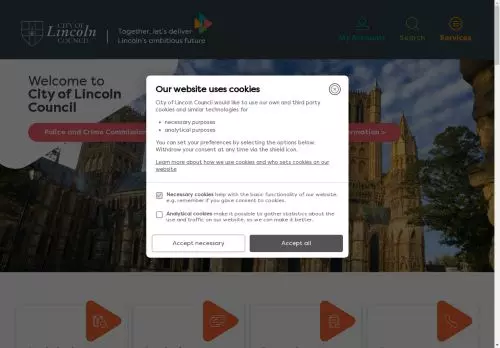 CITY OF
Lincoln
COUNCIL
Together, let's deliver
Lincoln's ambitious future
My Account
Search
Services
Welcome to
City of Lincoln
Council
Police and Crime Commission
ormation >
Our website uses cookies
City of Lincoln Council would like to use our own and third party
cookies and similar technologies for
necessary purposes
analytical purposes
You can set your preferences by selecting the options below.
Withdraw your consent at any time via the shield icon.
Learn more about how we use cookies and who sets cookies on our
website
Necessary cookies help with the basic functionality of our website,
e.g. remember if you gave consent to cookies.
Analytical cookies make it possible to gather statistics about the
use and traffic on our website, so we can make it better.
Accept necessary
Accept all